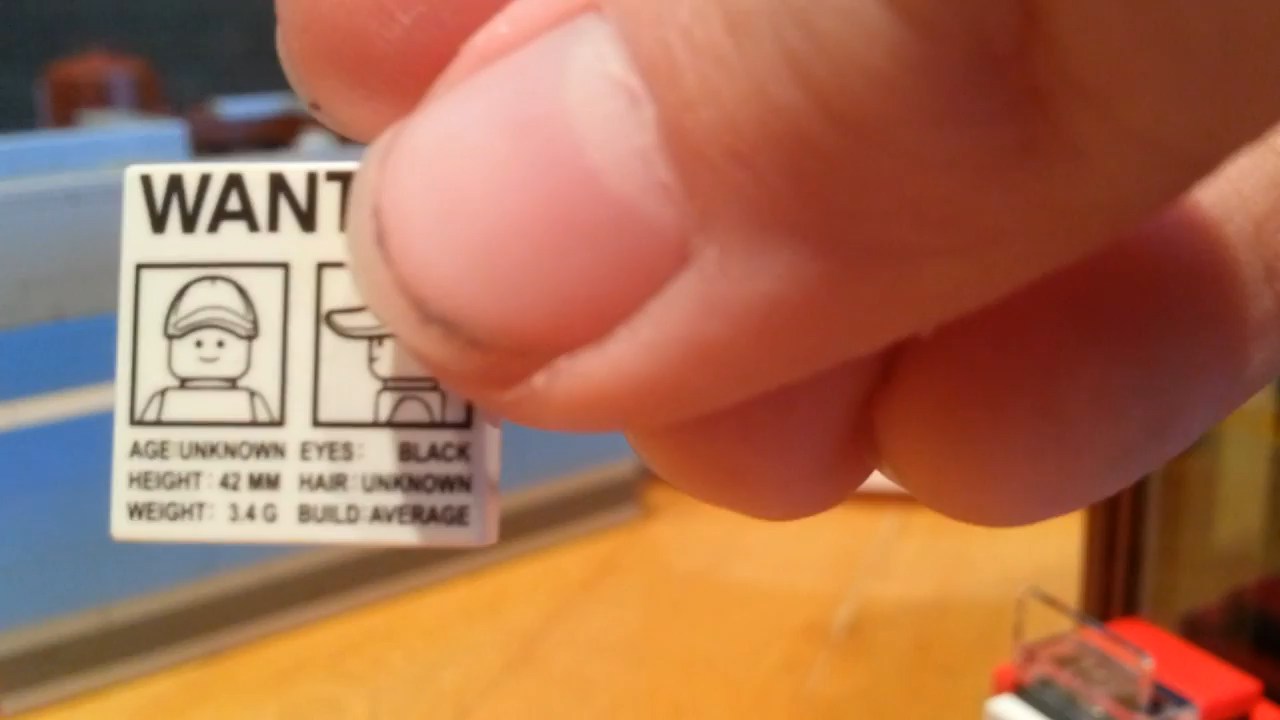 WANT
AGE: UNKNOWN EYES: BLACK
HEIGHT: 42 MM HAIR: UNKNOWN
WEIGHT: 3.4 G BUILD: AVERAGE